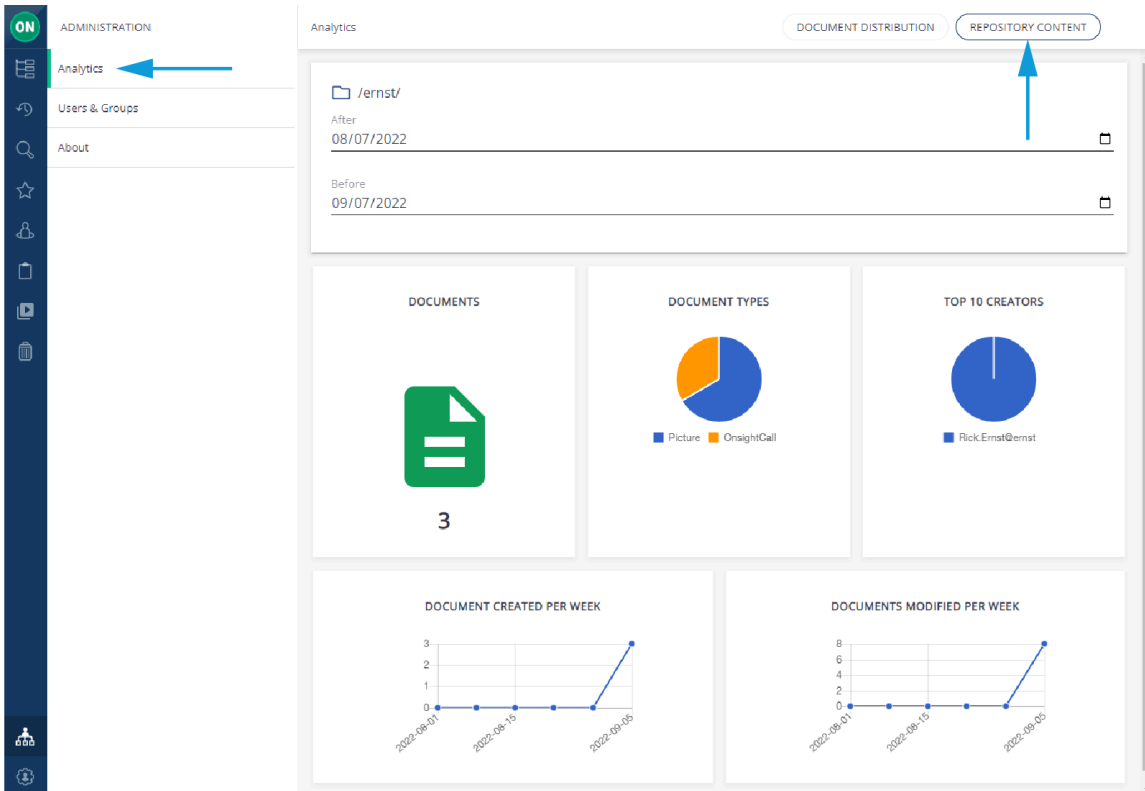 ON
ADMINISTRATION
Analytics
Users & Groups
About
Analytics
DOCUMENT DISTRIBUTION
REPOSITORY CONTENT
/ernst/
After
08/07/2022
Before
09/07/2022
DOCUMENTS
3
DOCUMENT TYPES
Picture OnsightCall
TOP 10 CREATORS
Rick.Ernst@ernst
DOCUMENT CREATED PER WEEK
3
2
1
0
2022-08-01 2022-08-15 2022-09-05
DOCUMENTS MODIFIED PER WEEK
8
6
4
2
0
2022-08-01 2022-08-15 2022-09-05